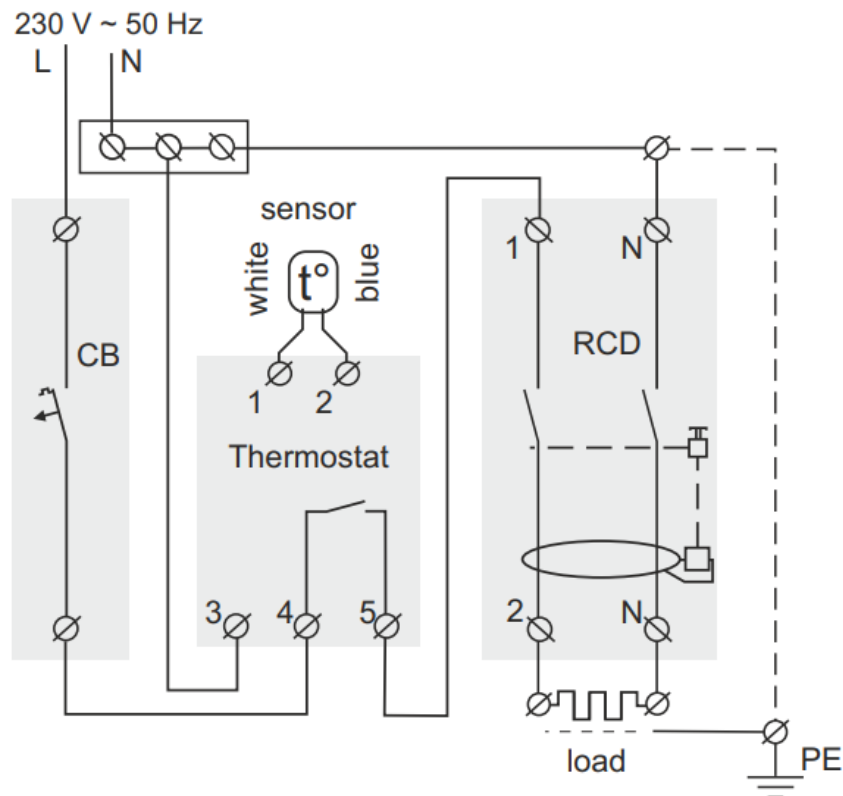 230 V ~ 50 Hz
L N
sensor
white
t°
blue
1 N
CB
RCD
1 2
Thermostat
3 4 5
2 N
load
PE